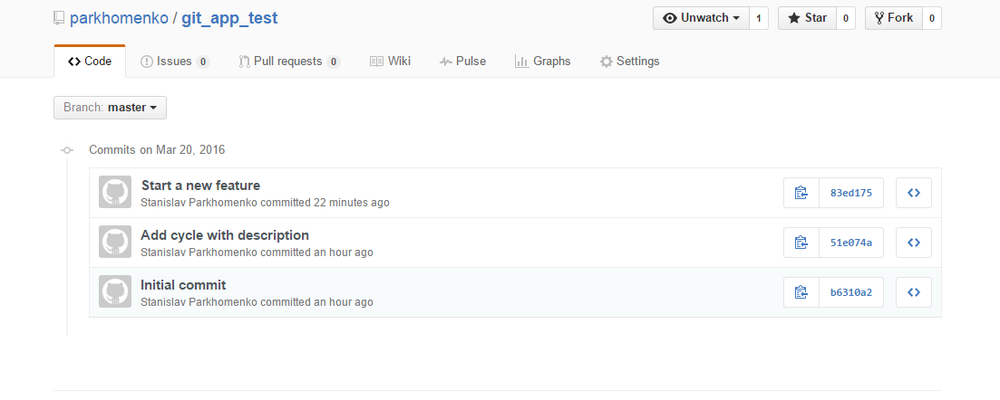 parkhomenko / git_app_test
Unwatch 1 Star 0 Fork 0
Code Issues 0 Pull requests 0 Wiki Pulse Graphs Settings
Branch: master
Commits on Mar 20, 2016
Start a new feature
Stanislav Parkhomenko committed 22 minutes ago
83ed175
Add cycle with description
Stanislav Parkhomenko committed an hour ago
51e074a
Initial commit
Stanislav Parkhomenko committed an hour ago
b6310a2